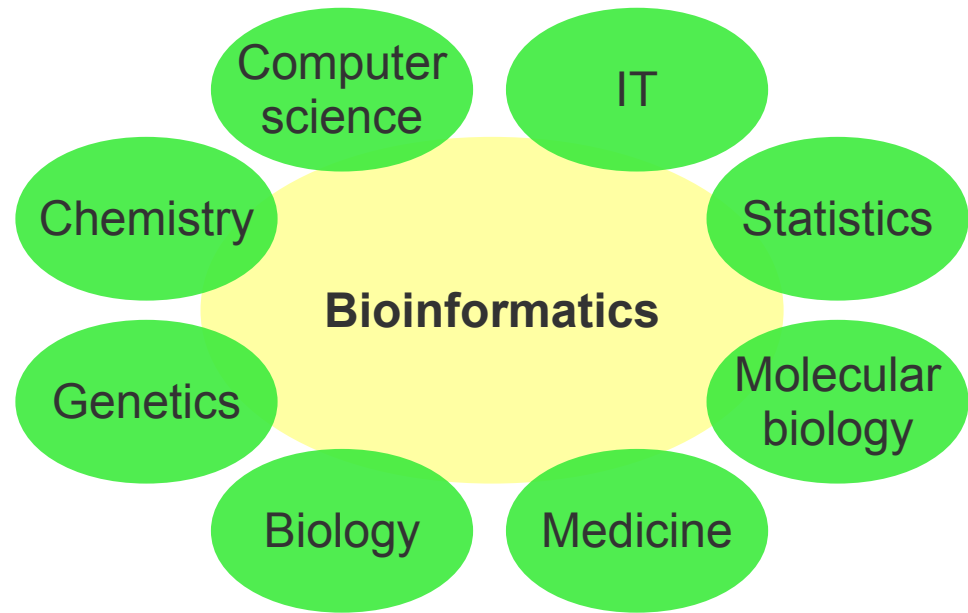 Computer
science
IT
Chemistry
Statistics
Bioinformatics
Genetics
Molecular
biology
Biology
Medicine